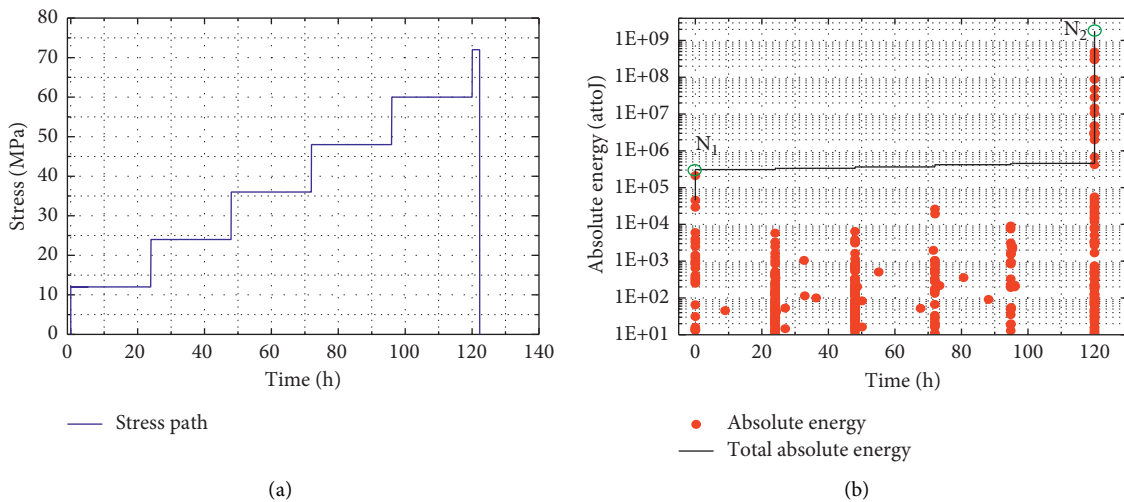 80
70
60
50
40
30
20
10
0
Stress (MPa)
0 20 40 60 80 100 120 140
Time (h)
Stress path
(a)
1E+09
1E+08
1E+07
1E+06
1E+05
1E+04
1E+03
1E+02
1E+01
Absolute energy (attoJ)
N1
N2
0 20 40 60 80 100 120
Time (h)
Absolute energy
Total absolute energy
(b)